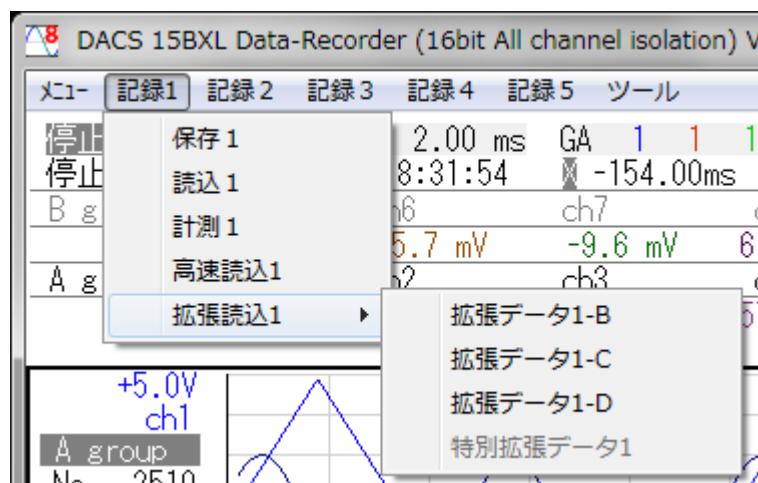 DACS 15BXL Data-Recorder (16bit All channel isolation) V
ﾒﾆｭｰ 記録1 記録2 記録3 記録4 記録5 ツール
停止 2.00 ms GA 1 1 1
停止 8:31:54 -154.00ms
B g ch7
5.7 mV -9.6 mV 6
A g ch3
保存1
読込1
計測1
高速読込1
拡張読込1
拡張データ1-B
拡張データ1-C
拡張データ1-D
特別拡張データ1
+5.0V
ch1
A group
No 2510